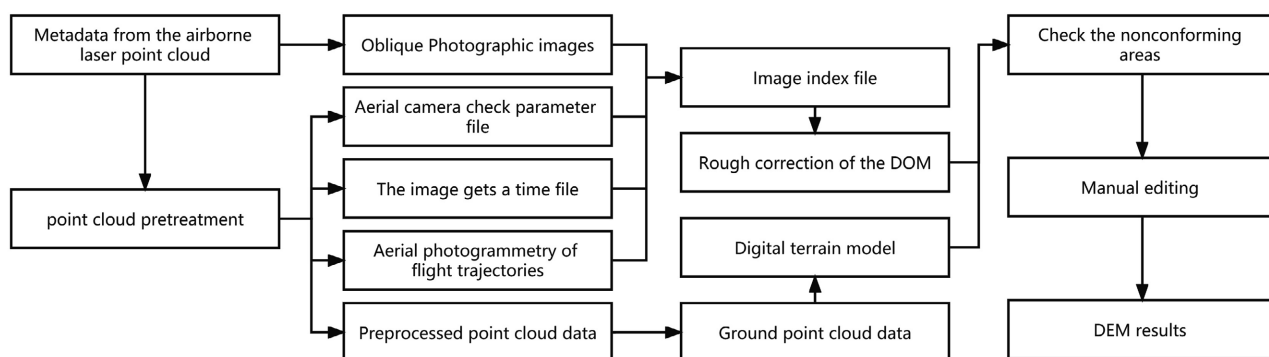 Metadata from the airborne
laser point cloud
point cloud pretreatment
Oblique Photographic images
Aerial camera check parameter
file
The image gets a time file
Aerial photogrammetry of
flight trajectories
Preprocessed point cloud data
Image index file
Rough correction of the DOM
Digital terrain model
Ground point cloud data
Check the nonconforming
areas
Manual editing
DEM results